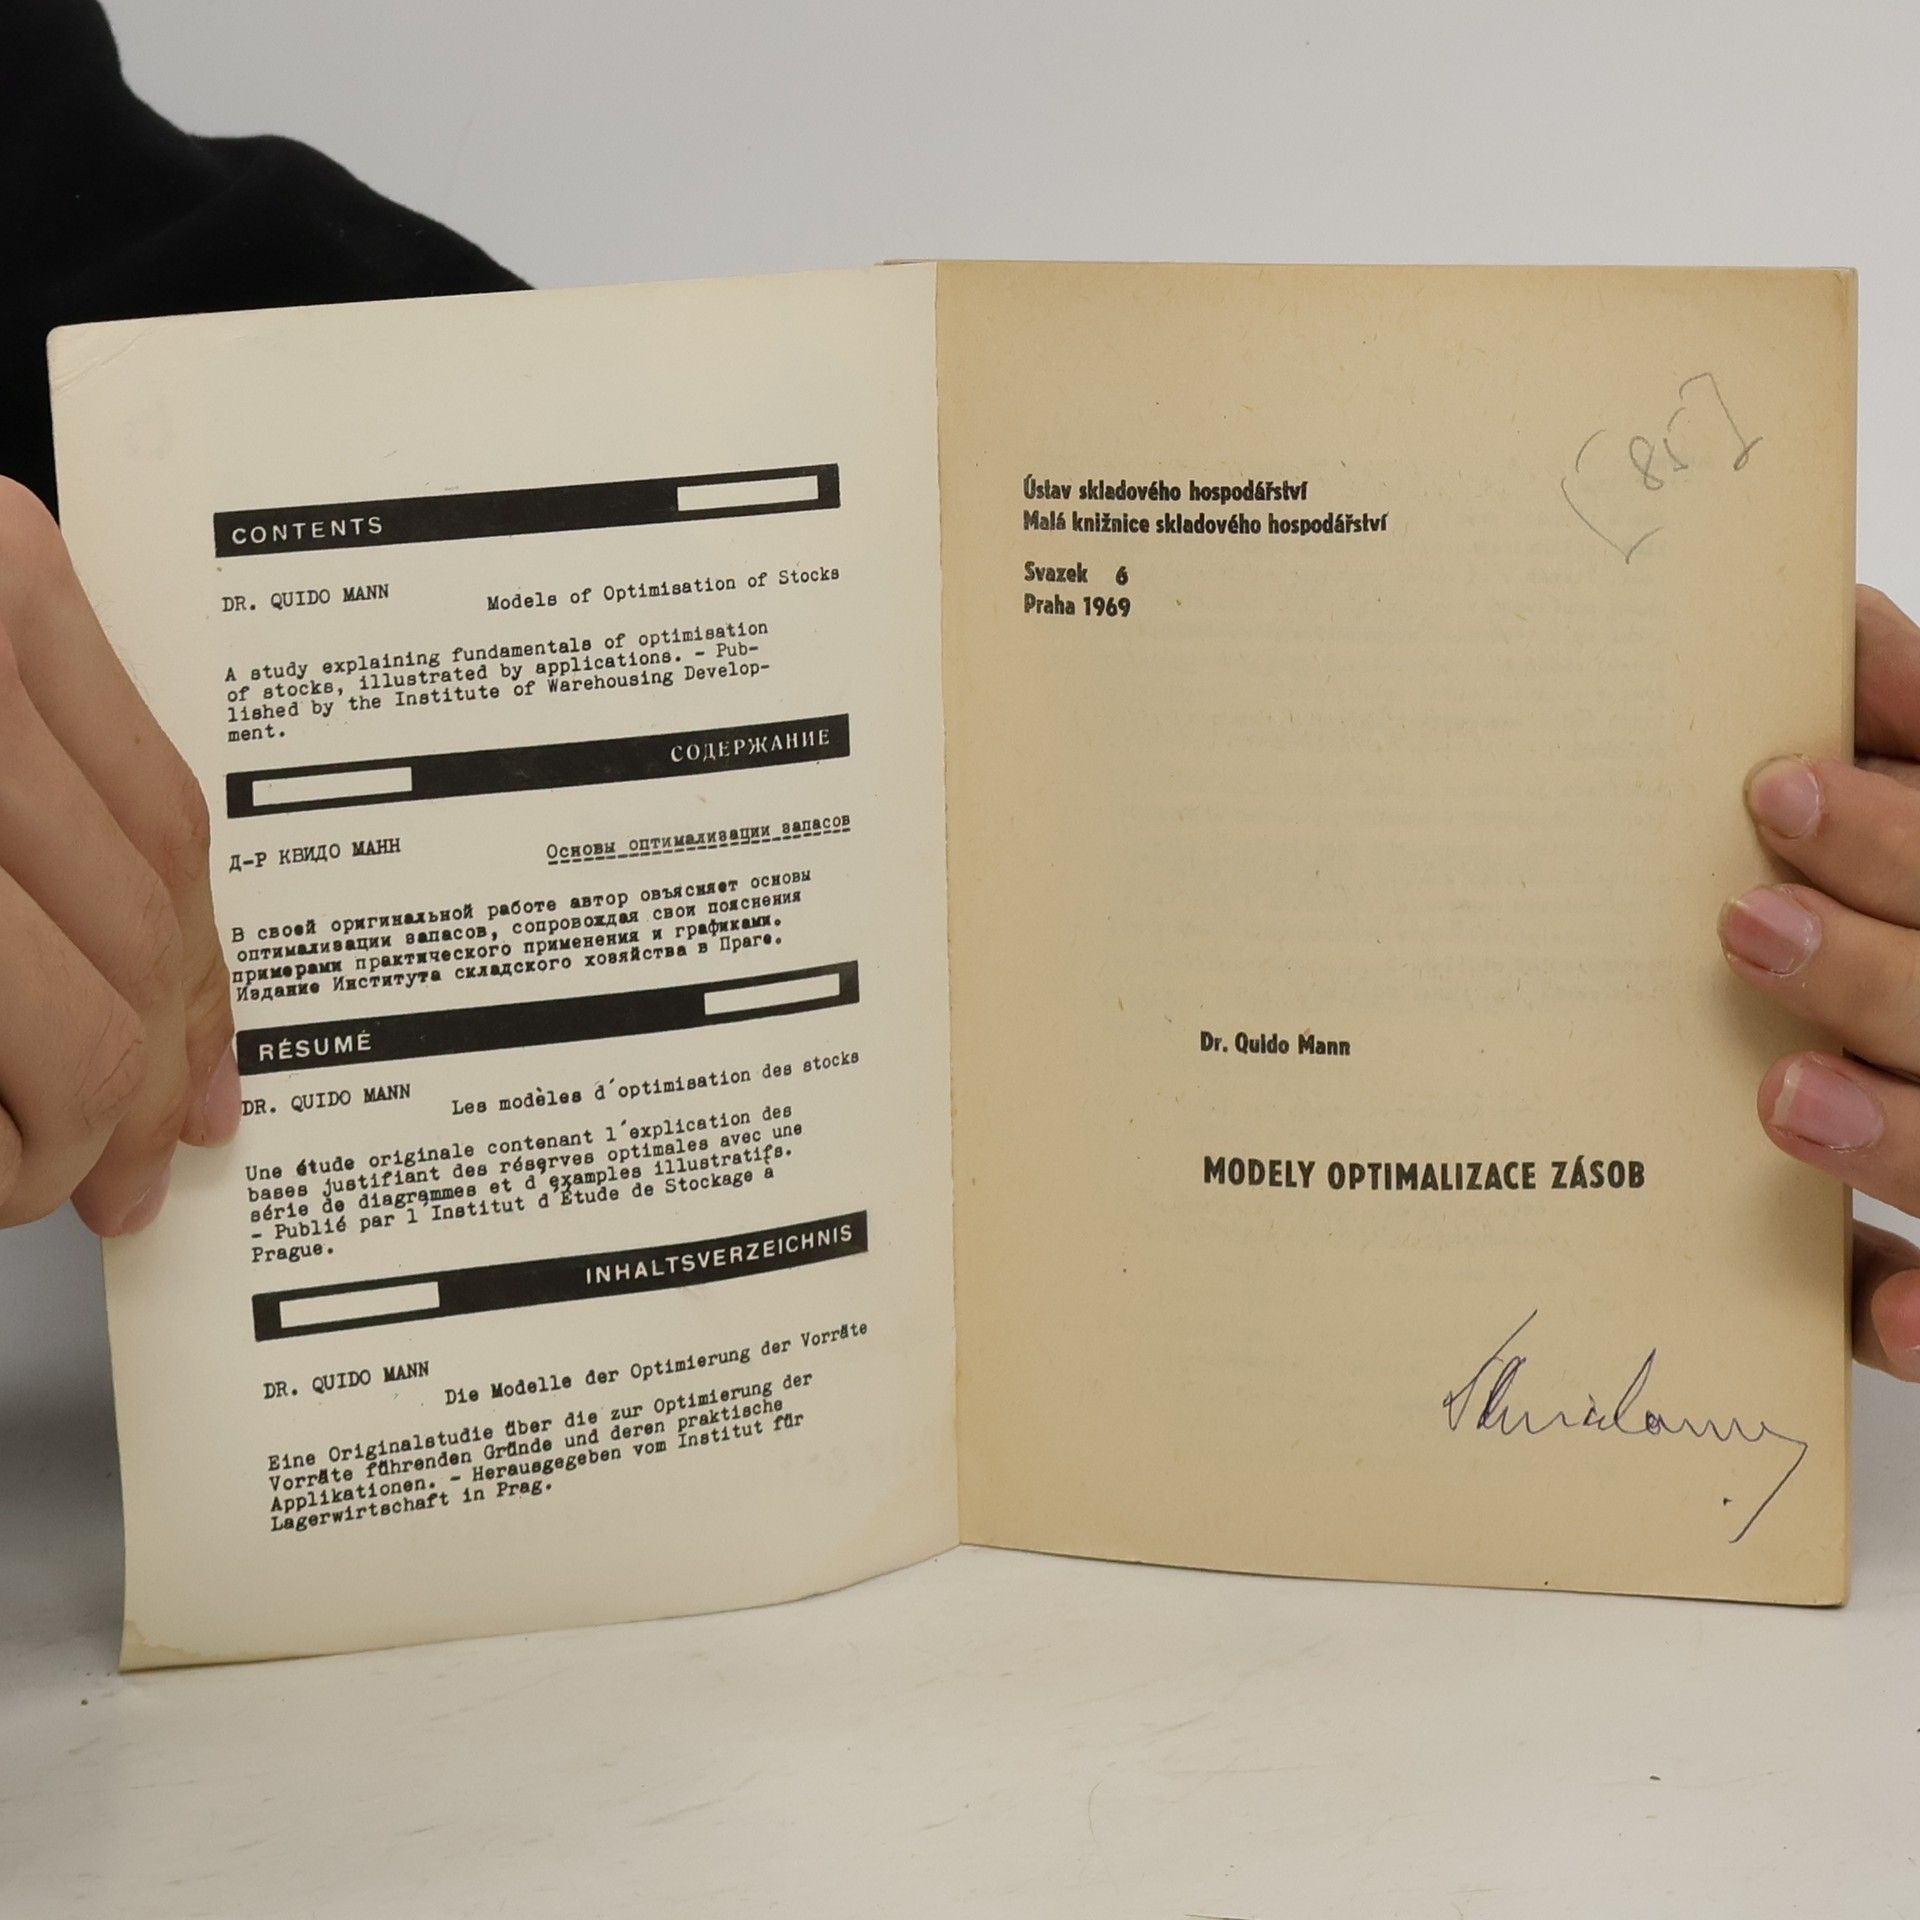 CONTENTS
DR. QUIDO MANN Models of Optimisation of Stocks
A study explaining fundamentals of optimisation
of stocks, illustrated by applications. - Pub-
lished by the Institute of Warehousing Develop-
ment.
СОДЕРЖАНИЕ
Д-Р КВИДО МАНН Основы оптимализации запасов
В своей оригинальной работе автор овъясняет основы
оптимализации запасов, сопровождая свои пояснения
примерами практического применения и графиками.
Издание Института складского хозяйства в Праге.
RÉSUMÉ
DR. QUIDO MANN Les modèles d'optimisation des stocks
Une étude originale contenant l'explication des
bases justifiant des réserves optimales avec une
série de diagrammes et d'examples illustratifs.
- Publié par l'Institut d'Étude de Stockage à
Prague.
INHALTSVERZEICHNIS
DR. QUIDO MANN Die Modelle der Optimierung der Vorräte
Eine Originalstudie über die zur Optimierung der
Vorräte führenden Gründe und deren praktische
Applikationen. - Herausgegeben vom Institut für
Lagerwirtschaft in Prag.
[85]
Ústav skladového hospodářství
Malá knižnice skladového hospodářství
Svazek 6
Praha 1969
Dr. Quido Mann
MODELY OPTIMALIZACE ZÁSOB